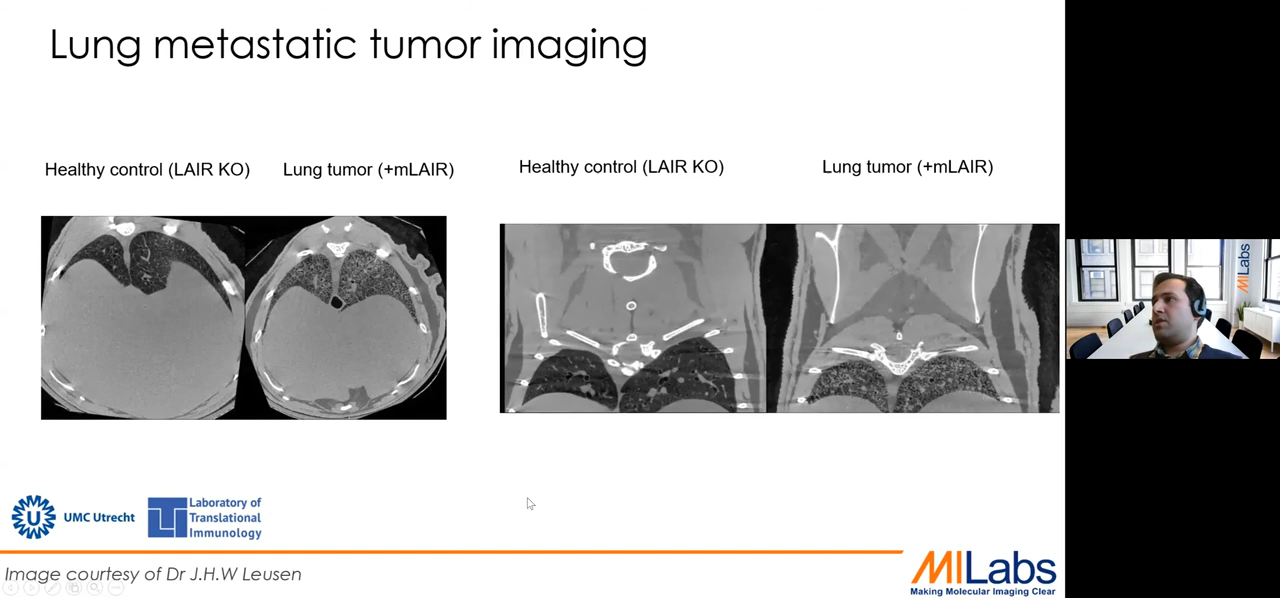 Lung metastatic tumor imaging
Healthy control (LAIR KO)
Lung tumor (+mLAIR)
Healthy control (LAIR KO)
Lung tumor (+mLAIR)
MILabs
UMC Utrecht
Laboratory of
Translational
Immunology
Image courtesy of Dr J.H.W Leusen
MILabs
Making Molecular Imaging Clear